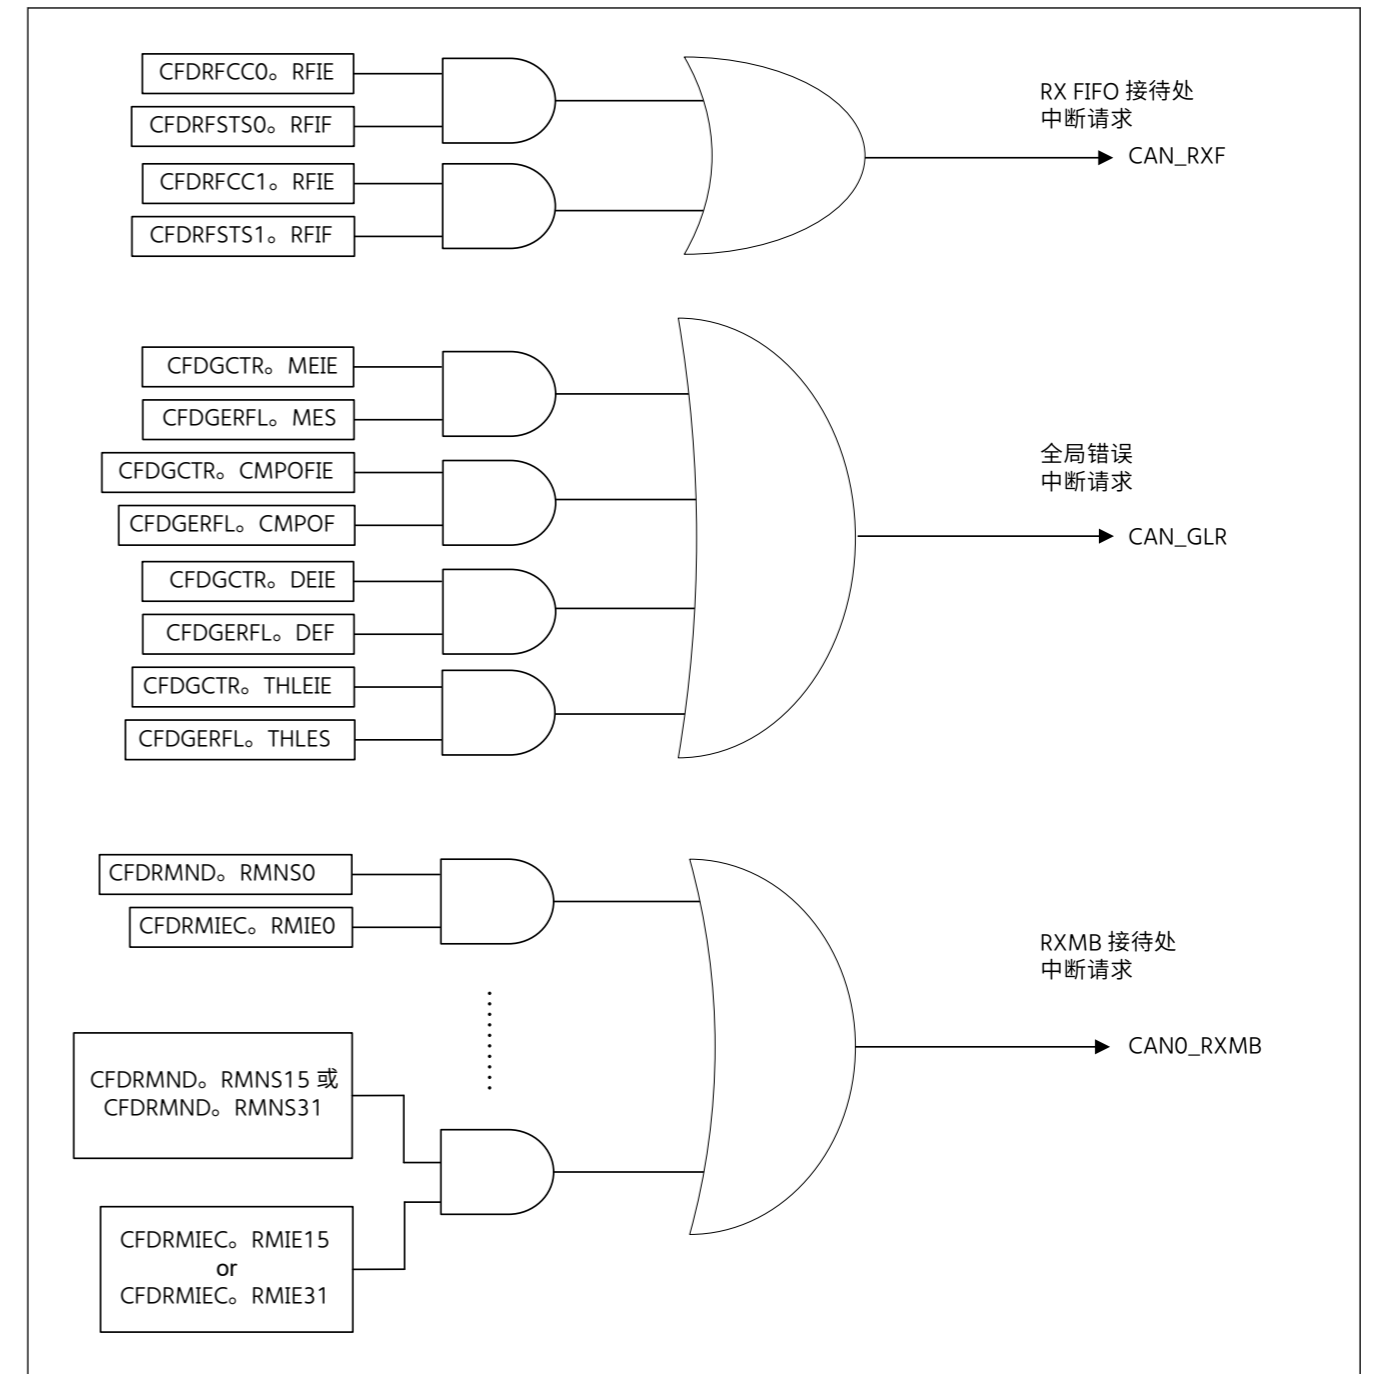 CFDRFCC0。RFIE
CFDRFSTS0。RFIF
CFDRFCC1。RFIE
CFDRFSTS1。RFIF
RX FIFO 接待处
中断请求
CAN_RXF
CFDGCTR。MEIE
CFDGERFL。MES
CFDGCTR。CMPOFIE
CFDGERFL。CMPOF
CFDGCTR。DEIE
CFDGERFL。DEF
CFDGCTR。THLEIE
CFDGERFL。THLES
全局错误
中断请求
CAN_GLR
CFDRMND。RMNS0
CFDRMIEC。RMIE0
CFDRMND。RMNS15 或
CFDRMND。RMNS31
CFDRMIEC。RMIE15
or
CFDRMIEC。RMIE31
RXMB 接待处
中断请求
CAN0_RXMB